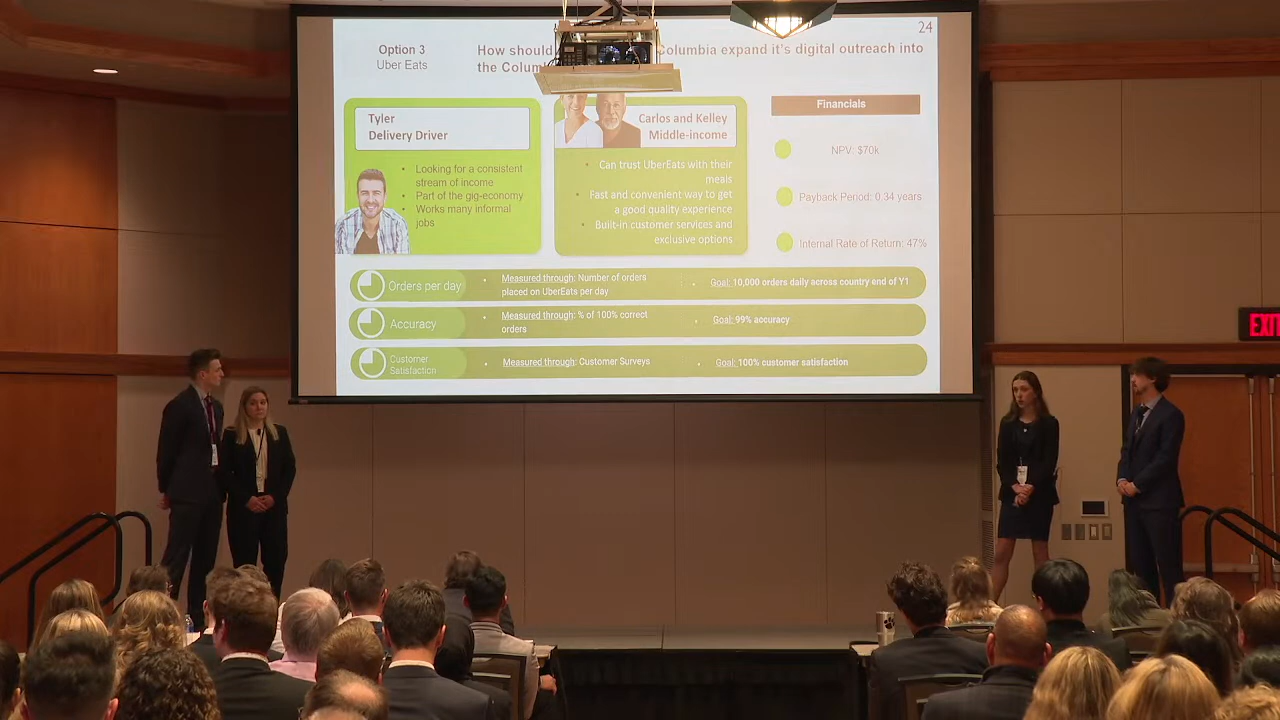 24
Option 3
Uber Eats
How should Columbia expand it's digital outreach into
the
Tyler
Delivery Driver
• Looking for a consistent
stream of income
• Part of the gig-economy
• Works many informal
jobs
Carlos and Kelley
Middle-income
• Can trust UberEats with their
meals
• Fast and convenient way to get
a good quality experience
• Built-in customer services and
exclusive options
Financials
NPV: $70k
Payback Period: 0.34 years
Internal Rate of Return: 47%
Orders per day
• Measured through: Number of orders
placed on UberEats per day
• Goal: 10,000 orders daily across country end of Y1
Accuracy
• Measured through: % of 100% correct
orders
• Goal: 99% accuracy
Customer
Satisfaction
• Measured through: Customer Surveys
• Goal: 100% customer satisfaction
EXIT